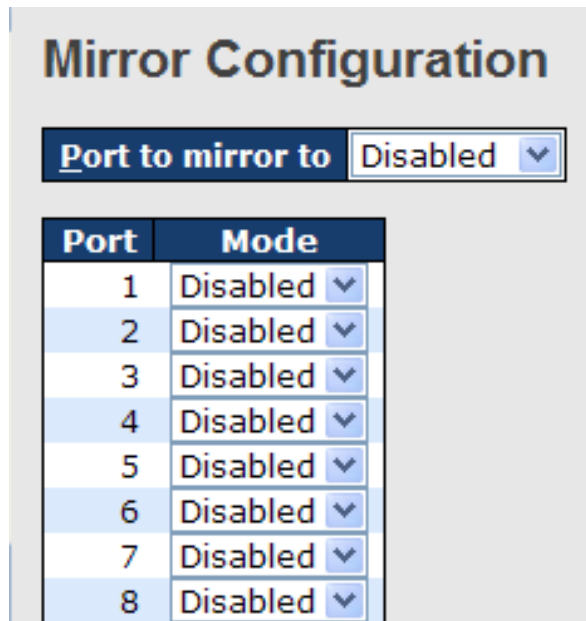 Mirror Configuration
Port to mirror to Disabled
Port Mode
1 Disabled
2 Disabled
3 Disabled
4 Disabled
5 Disabled
6 Disabled
7 Disabled
8 Disabled